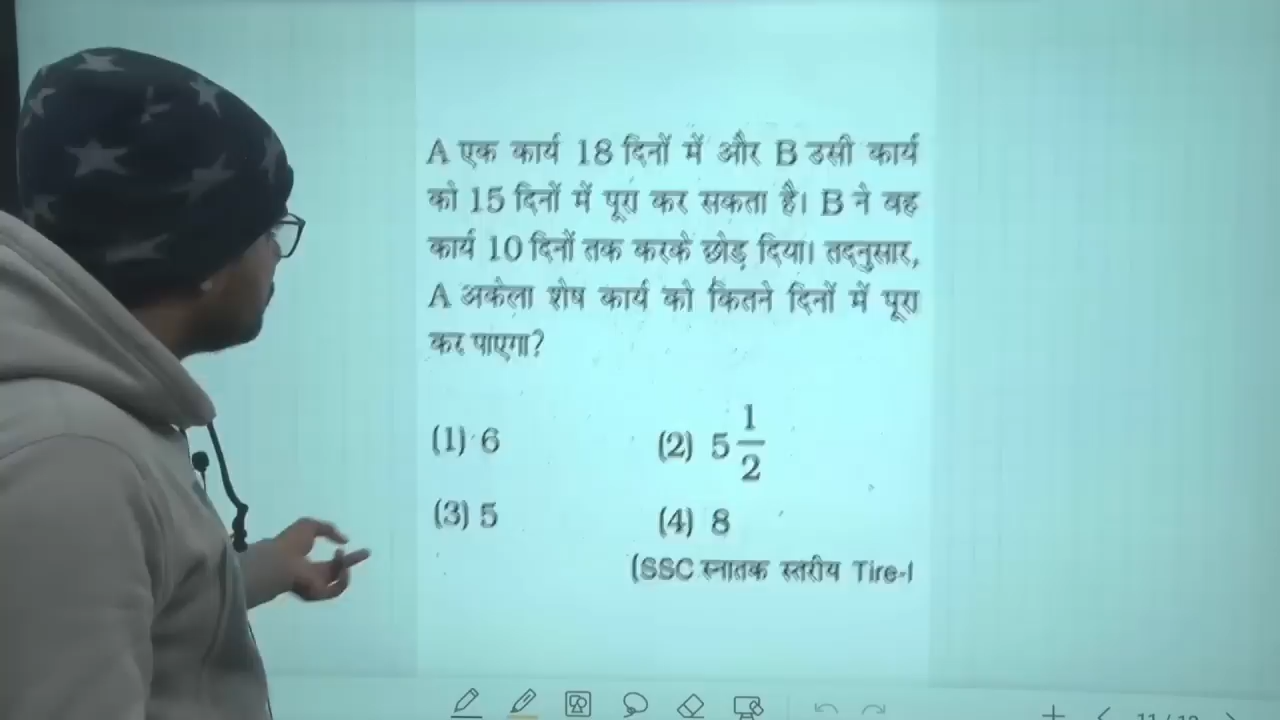 A एक कार्य 18 दिनों में और B उसी कार्य
को 15 दिनों में पूरा कर सकता है। B ने वह
कार्य 10 दिनों तक करके छोड़ दिया। तद्नुसार,
A अकेला शेष कार्य को कितने दिनों में पूरा
कर पाएगा?
(1) 6 (2) 5 1/2
(3) 5 (4) 8
(SSC स्नातक स्तरीय Tire-I